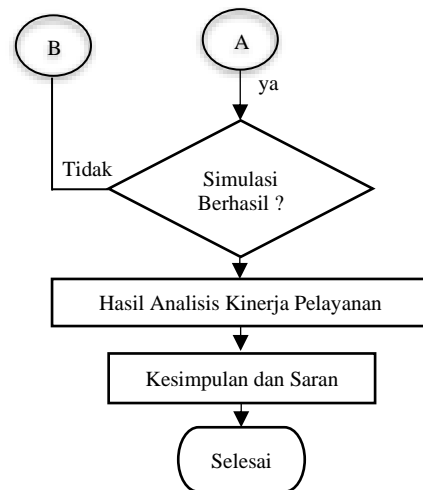 B
A
ya
Tidak
Simulasi
Berhasil ?
Hasil Analisis Kinerja Pelayanan
Kesimpulan dan Saran
Selesai